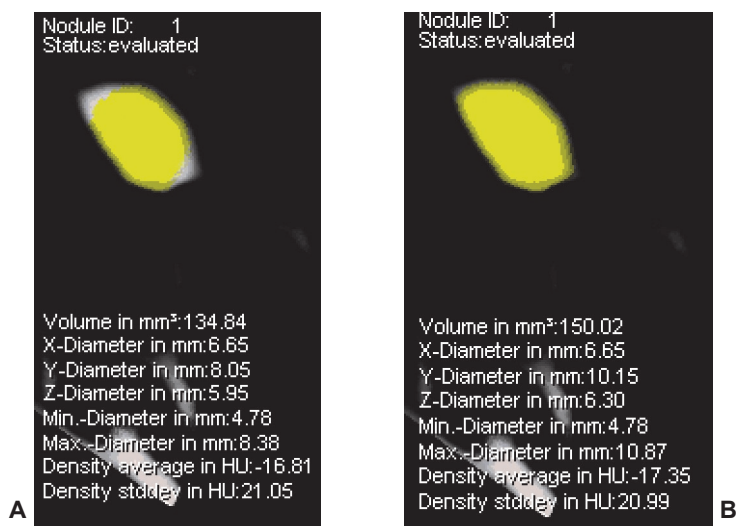 Nodule ID: 1
Status:evaluated
Volume in mm³:134.84
X-Diameter in mm:6.65
Y-Diameter in mm:8.05
Z-Diameter in mm:5.95
Min.-Diameter in mm:4.78
Max.-Diameter in mm:8.38
Density average in HU:-16.81
Density stddev in HU:21.05
A
Nodule ID: 1
Status:evaluated
Volume in mm³:150.02
X-Diameter in mm:6.65
Y-Diameter in mm:10.15
Z-Diameter in mm:6.30
Min.-Diameter in mm:4.78
Max.-Diameter in mm:10.87
Density average in HU:-17.35
Density stddev in HU:20.99
B